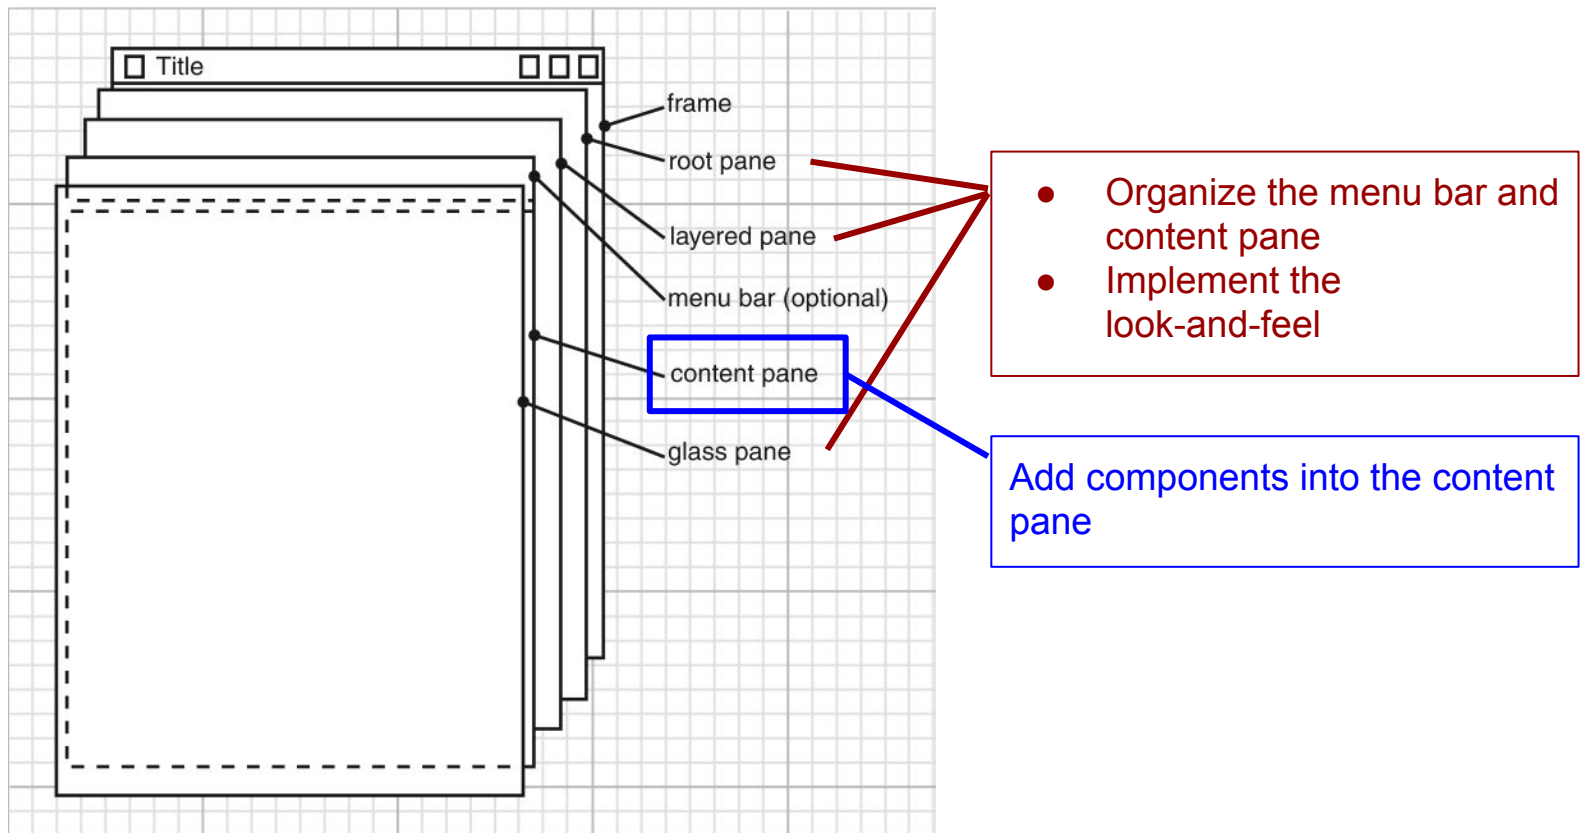 Title
frame
root pane
layered pane
menu bar (optional)
content pane
glass pane
● Organize the menu bar and
content pane
● Implement the
look-and-feel
Add components into the content
pane